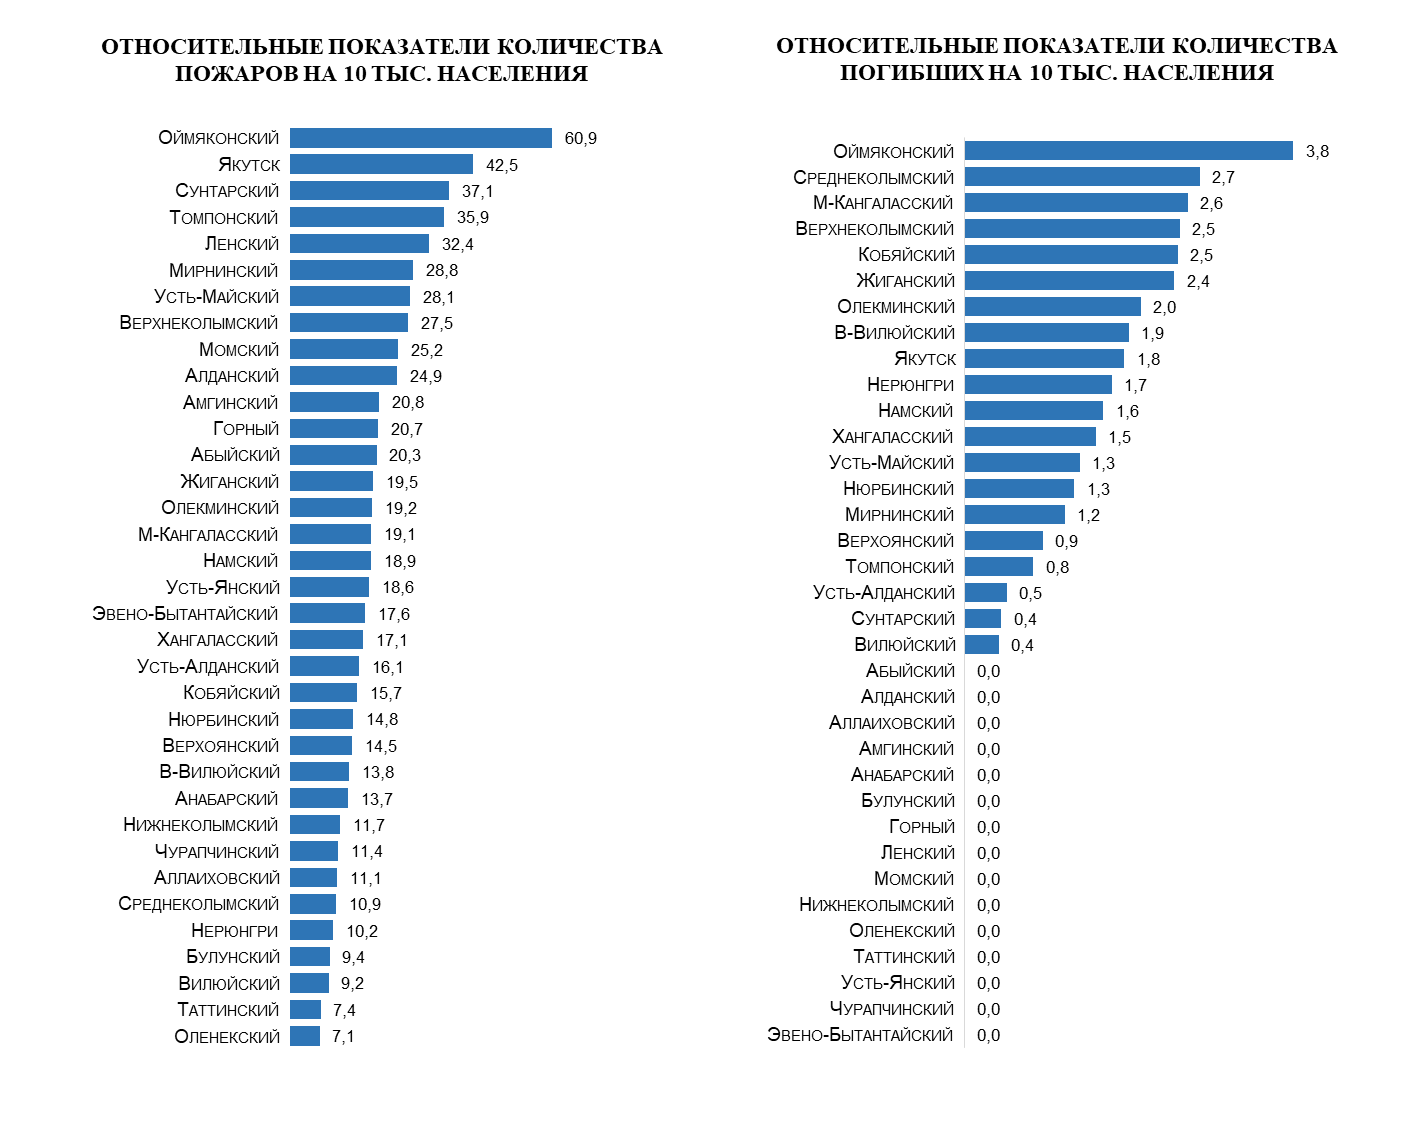 ОТНОСИТЕЛЬНЫЕ ПОКАЗАТЕЛИ КОЛИЧЕСТВА
ПОЖАРОВ НА 10 ТЫС. НАСЕЛЕНИЯ
ОЙМЯКОНСКИЙ 60,9
ЯКУТСК 42,5
СУНТАРСКИЙ 37,1
ТОМПОНСКИЙ 35,9
ЛЕНСКИЙ 32,4
МИРНИНСКИЙ 28,8
УСТЬ-МАЙСКИЙ 28,1
ВЕРХНЕКОЛЫМСКИЙ 27,5
МОМСКИЙ 25,2
АЛДАНСКИЙ 24,9
АМГИНСКИЙ 20,8
ГОРНЫЙ 20,7
АБЫЙСКИЙ 20,3
ЖИГАНСКИЙ 19,5
ОЛЕКМИНСКИЙ 19,2
М-КАНГАЛАССКИЙ 19,1
НАМСКИЙ 18,9
УСТЬ-ЯНСКИЙ 18,6
ЭВЕНО-БЫТАНТАЙСКИЙ 17,6
ХАНГАЛАССКИЙ 17,1
УСТЬ-АЛДАНСКИЙ 16,1
КОБЯЙСКИЙ 15,7
НЮРБИНСКИЙ 14,8
ВЕРХОЯНСКИЙ 14,5
В-ВИЛЮЙСКИЙ 13,8
АНАБАРСКИЙ 13,7
НИЖНЕКОЛЫМСКИЙ 11,7
ЧУРАПЧИНСКИЙ 11,4
АЛЛАИХОВСКИЙ 11,1
СРЕДНЕКОЛЫМСКИЙ 10,9
НЕРЮНГРИ 10,2
БУЛУНСКИЙ 9,4
ВИЛЮЙСКИЙ 9,2
ТАТТИНСКИЙ 7,4
ОЛЕНЕКСКИЙ 7,1
ОТНОСИТЕЛЬНЫЕ ПОКАЗАТЕЛИ КОЛИЧЕСТВА
ПОГИБШИХ НА 10 ТЫС. НАСЕЛЕНИЯ
ОЙМЯКОНСКИЙ 3,8
СРЕДНЕКОЛЫМСКИЙ 2,7
М-КАНГАЛАССКИЙ 2,6
ВЕРХНЕКОЛЫМСКИЙ 2,5
КОБЯЙСКИЙ 2,5
ЖИГАНСКИЙ 2,4
ОЛЕКМИНСКИЙ 2,0
В-ВИЛЮЙСКИЙ 1,9
ЯКУТСК 1,8
НЕРЮНГРИ 1,7
НАМСКИЙ 1,6
ХАНГАЛАССКИЙ 1,5
УСТЬ-МАЙСКИЙ 1,3
НЮРБИНСКИЙ 1,3
МИРНИНСКИЙ 1,2
ВЕРХОЯНСКИЙ 0,9
ТОМПОНСКИЙ 0,8
УСТЬ-АЛДАНСКИЙ 0,5
СУНТАРСКИЙ 0,4
ВИЛЮЙСКИЙ 0,4
АБЫЙСКИЙ 0,0
АЛДАНСКИЙ 0,0
АЛЛАИХОВСКИЙ 0,0
АМГИНСКИЙ 0,0
АНАБАРСКИЙ 0,0
БУЛУНСКИЙ 0,0
ГОРНЫЙ 0,0
ЛЕНСКИЙ 0,0
МОМСКИЙ 0,0
НИЖНЕКОЛЫМСКИЙ 0,0
ОЛЕНЕКСКИЙ 0,0
ТАТТИНСКИЙ 0,0
УСТЬ-ЯНСКИЙ 0,0
ЧУРАПЧИНСКИЙ 0,0
ЭВЕНО-БЫТАНТАЙСКИЙ 0,0